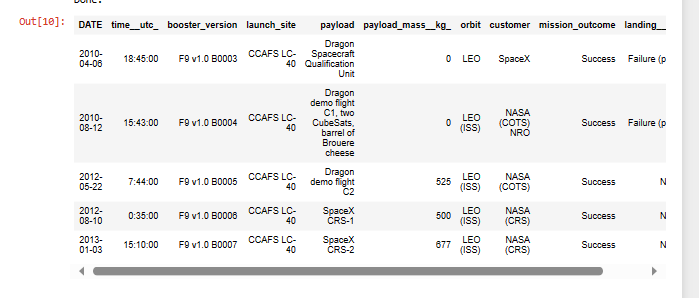 Out[10]:
DATE time__utc_ booster_version launch_site payload payload_mass__kg_ orbit customer mission_outcome landing__
2010-04-06 18:45:00 F9 v1.0 B0003 CCAFS LC-40 Dragon Spacecraft Qualification Unit 0 LEO SpaceX Success Failure (p
2010-08-12 15:43:00 F9 v1.0 B0004 CCAFS LC-40 Dragon demo flight C1, two CubeSats, barrel of Brouere cheese 0 LEO (ISS) NASA (COTS) NRO Success Failure (p
2012-05-22 7:44:00 F9 v1.0 B0005 CCAFS LC-40 Dragon demo flight C2 525 LEO (ISS) NASA (COTS) Success N
2012-08-10 0:35:00 F9 v1.0 B0006 CCAFS LC-40 SpaceX CRS-1 500 LEO (ISS) NASA (CRS) Success N
2013-01-03 15:10:00 F9 v1.0 B0007 CCAFS LC-40 SpaceX CRS-2 677 LEO (ISS) NASA (CRS) Success N